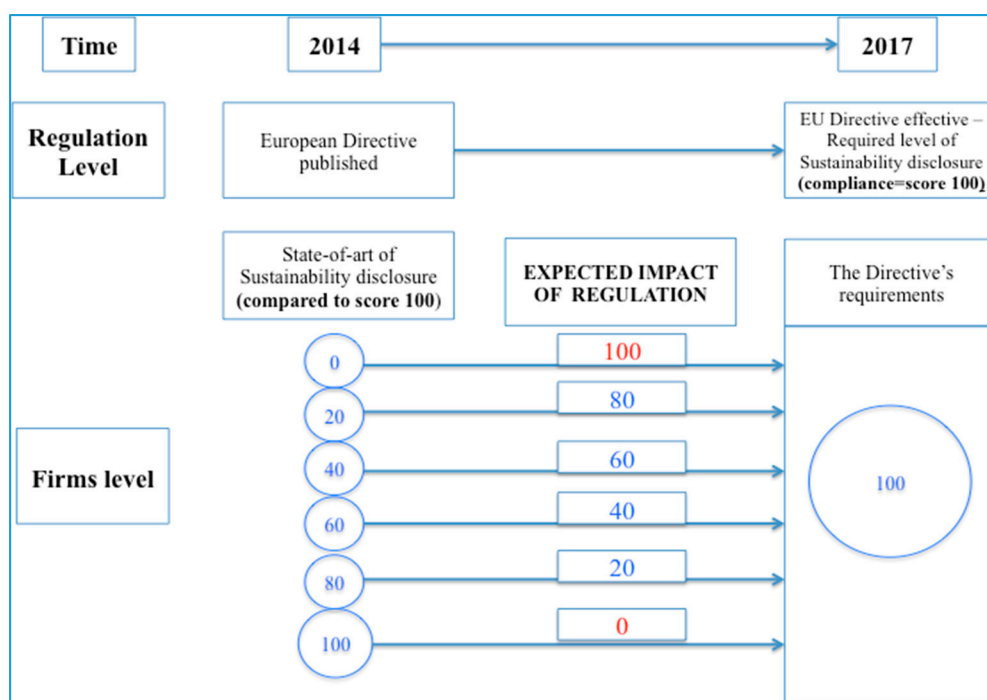 Time
2014
2017
Regulation
Level
European Directive
published
EU Directive effective –
Required level of
Sustainability disclosure
(compliance=score 100)
State-of-art of
Sustainability disclosure
(compared to score 100)
EXPECTED IMPACT
OF REGULATION
The Directive’s
requirements
Firms level
0
100
20
80
40
60
60
40
80
20
100
0
100